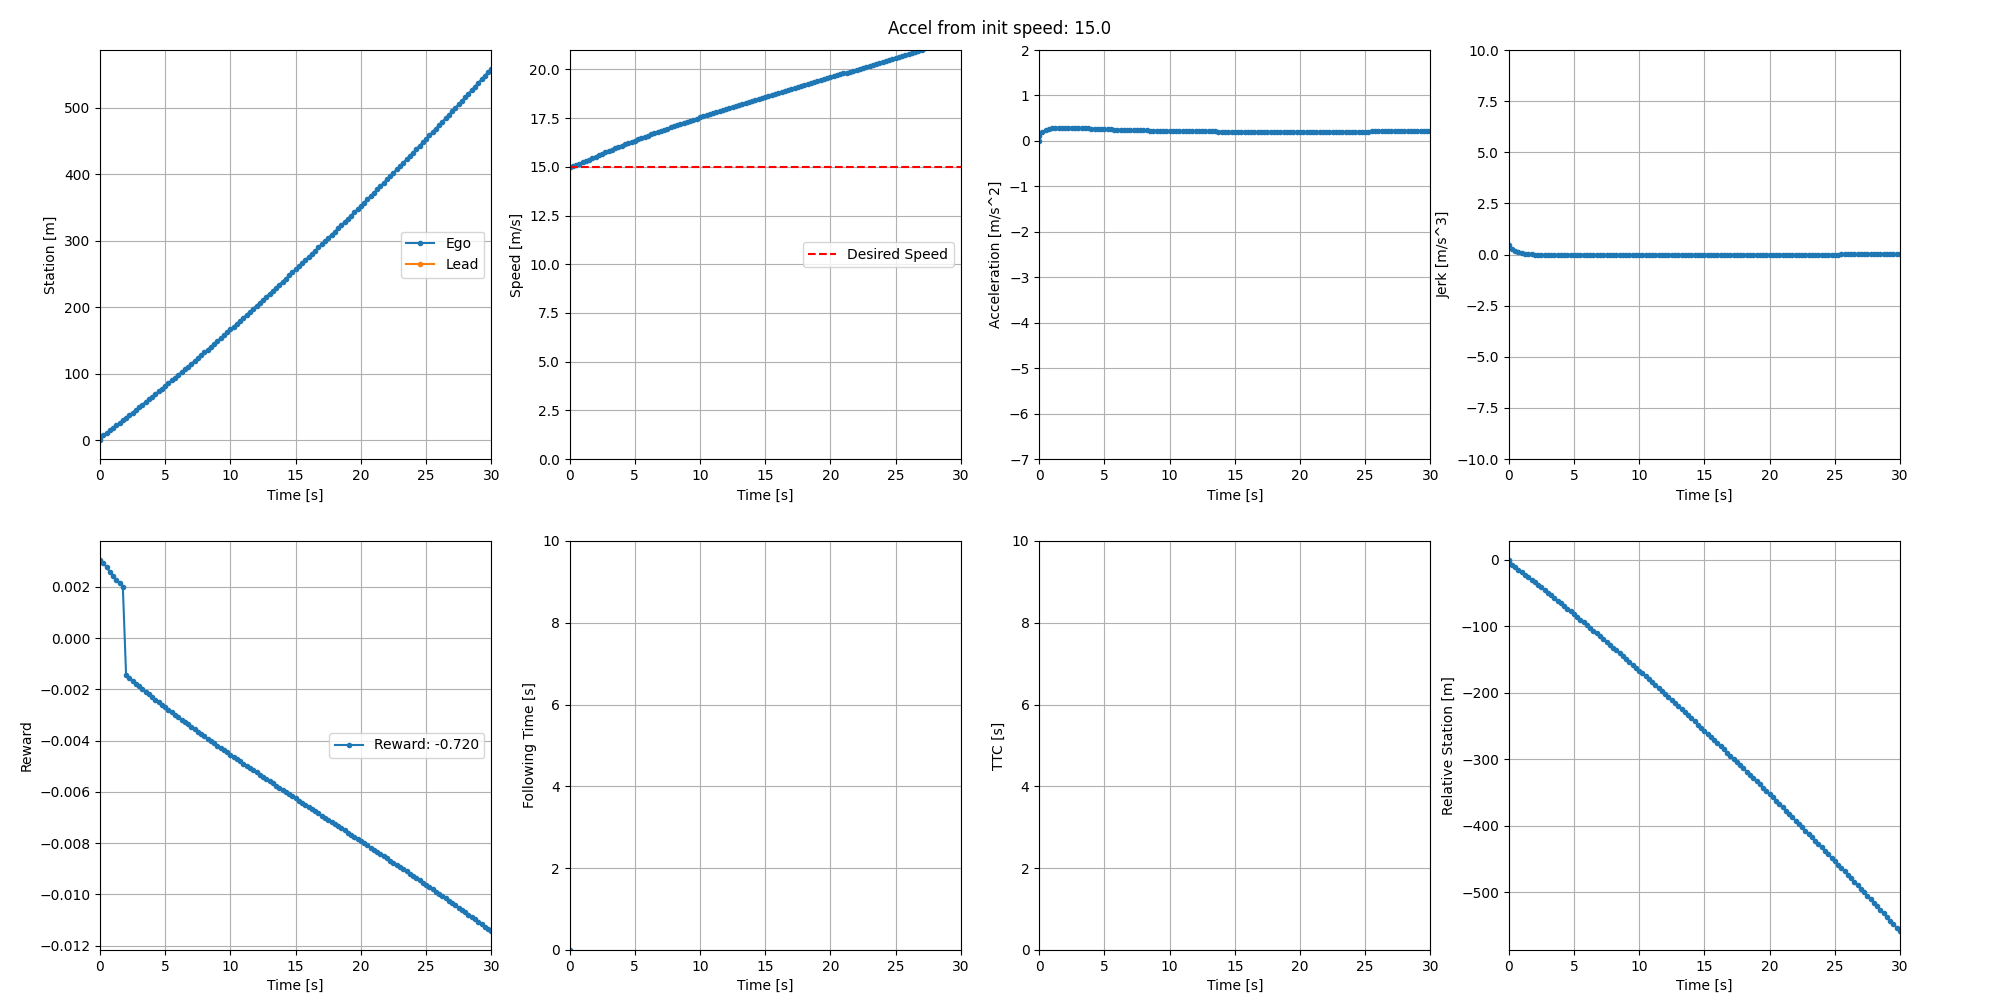 Accel from init speed: 15.0
Station [m]
500
400
300
200
100
0
Ego
Lead
0 5 10 15 20 25 30
Time [s]
Speed [m/s]
20.0
17.5
15.0
12.5
10.0
7.5
5.0
2.5
0.0
Desired Speed
0 5 10 15 20 25 30
Time [s]
Acceleration [m/s^2]
2
1
0
−1
−2
−3
−4
−5
−6
−7
0 5 10 15 20 25 30
Time [s]
Jerk [m/s^3]
10.0
7.5
5.0
2.5
0.0
−2.5
−5.0
−7.5
−10.0
0 5 10 15 20 25 30
Time [s]
Reward
0.002
0.000
−0.002
−0.004
−0.006
−0.008
−0.010
−0.012
Reward: -0.720
0 5 10 15 20 25 30
Time [s]
Following Time [s]
10
8
6
4
2
0
0 5 10 15 20 25 30
Time [s]
TTC [s]
10
8
6
4
2
0
0 5 10 15 20 25 30
Time [s]
Relative Station [m]
0
−100
−200
−300
−400
−500
0 5 10 15 20 25 30
Time [s]